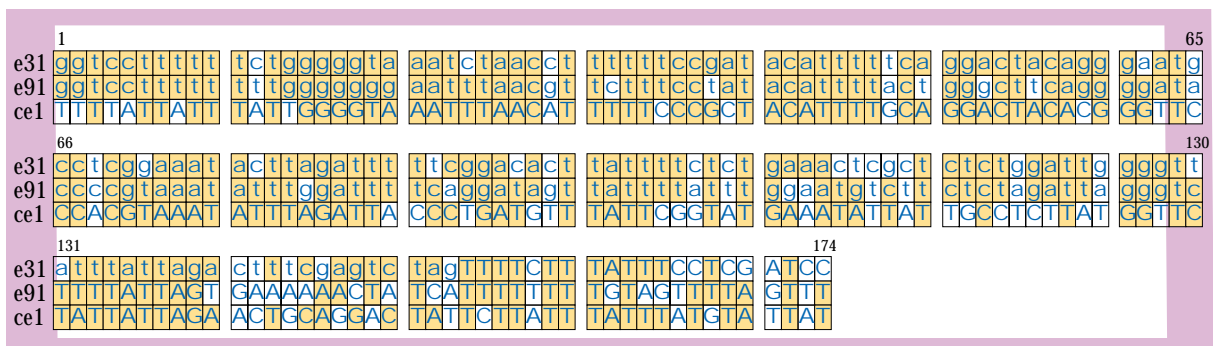 1 65
e31 ggtccttttt tctgggggta aatctaacct tttttccgat acatttttca ggactacagg gaatg
e91 ggtccttttt tttggggggg aatttaacgt tctttcctat acattttact gggcttcagg ggata
ce1 TTTTATTATT TATTGGGGTA AATTTAACAT TTTTCCCGCT ACATTTTGCA GGACTACACG GGTTC
66 130
e31 cctcggaaat acttagattt ttcggacact tattttctct gaaactcgct ctctggattg gggtt
e91 ccccgtaaat atttggattt tcaggatagt tattttattt ggaatgtctt ctctagatta gggtc
ce1 CCACGTAAAT ATTTAGATTA CCCTGATGTT TATTCGGTAT GAAATATTAT TGCCTCTTAT GGTTC
131 174
e31 atttattaga ctttcgagtc tagTTTTCTT TATTTCCTCG ATCC
e91 TTTTATTAGT GAAAAAACTA TCATTTTTTT TGTAGTTTTA GTTT
ce1 TATTATTAGA ACTGCAGGAC TATTCTTATT TATTTATGTA TTAT